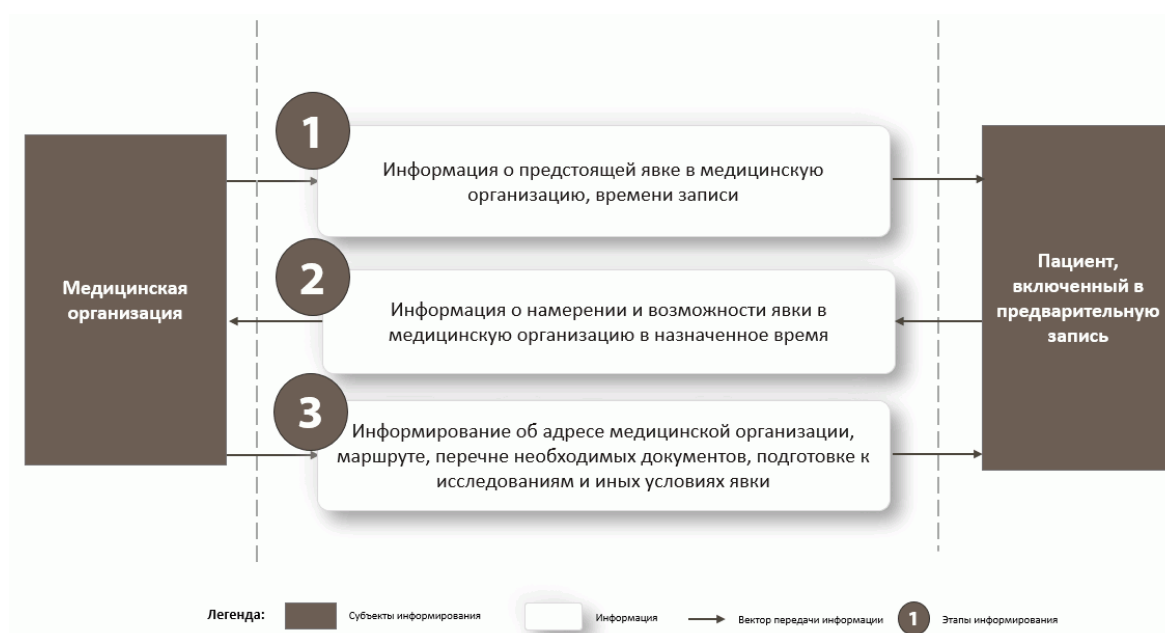 1
Информация о предстоящей явке в медицинскую
организацию, времени записи
Медицинская
организация
2
Информация о намерении и возможности явки в
медицинскую организацию в назначенное время
Пациент,
включенный в
предварительную
запись
3
Информирование об адресе медицинской организации,
маршруте, перечне необходимых документов, подготовке к
исследованиям и иных условиях явки
Легенда: Субъекты информирования Информация Вектор передачи информации 1 Этапы информирования